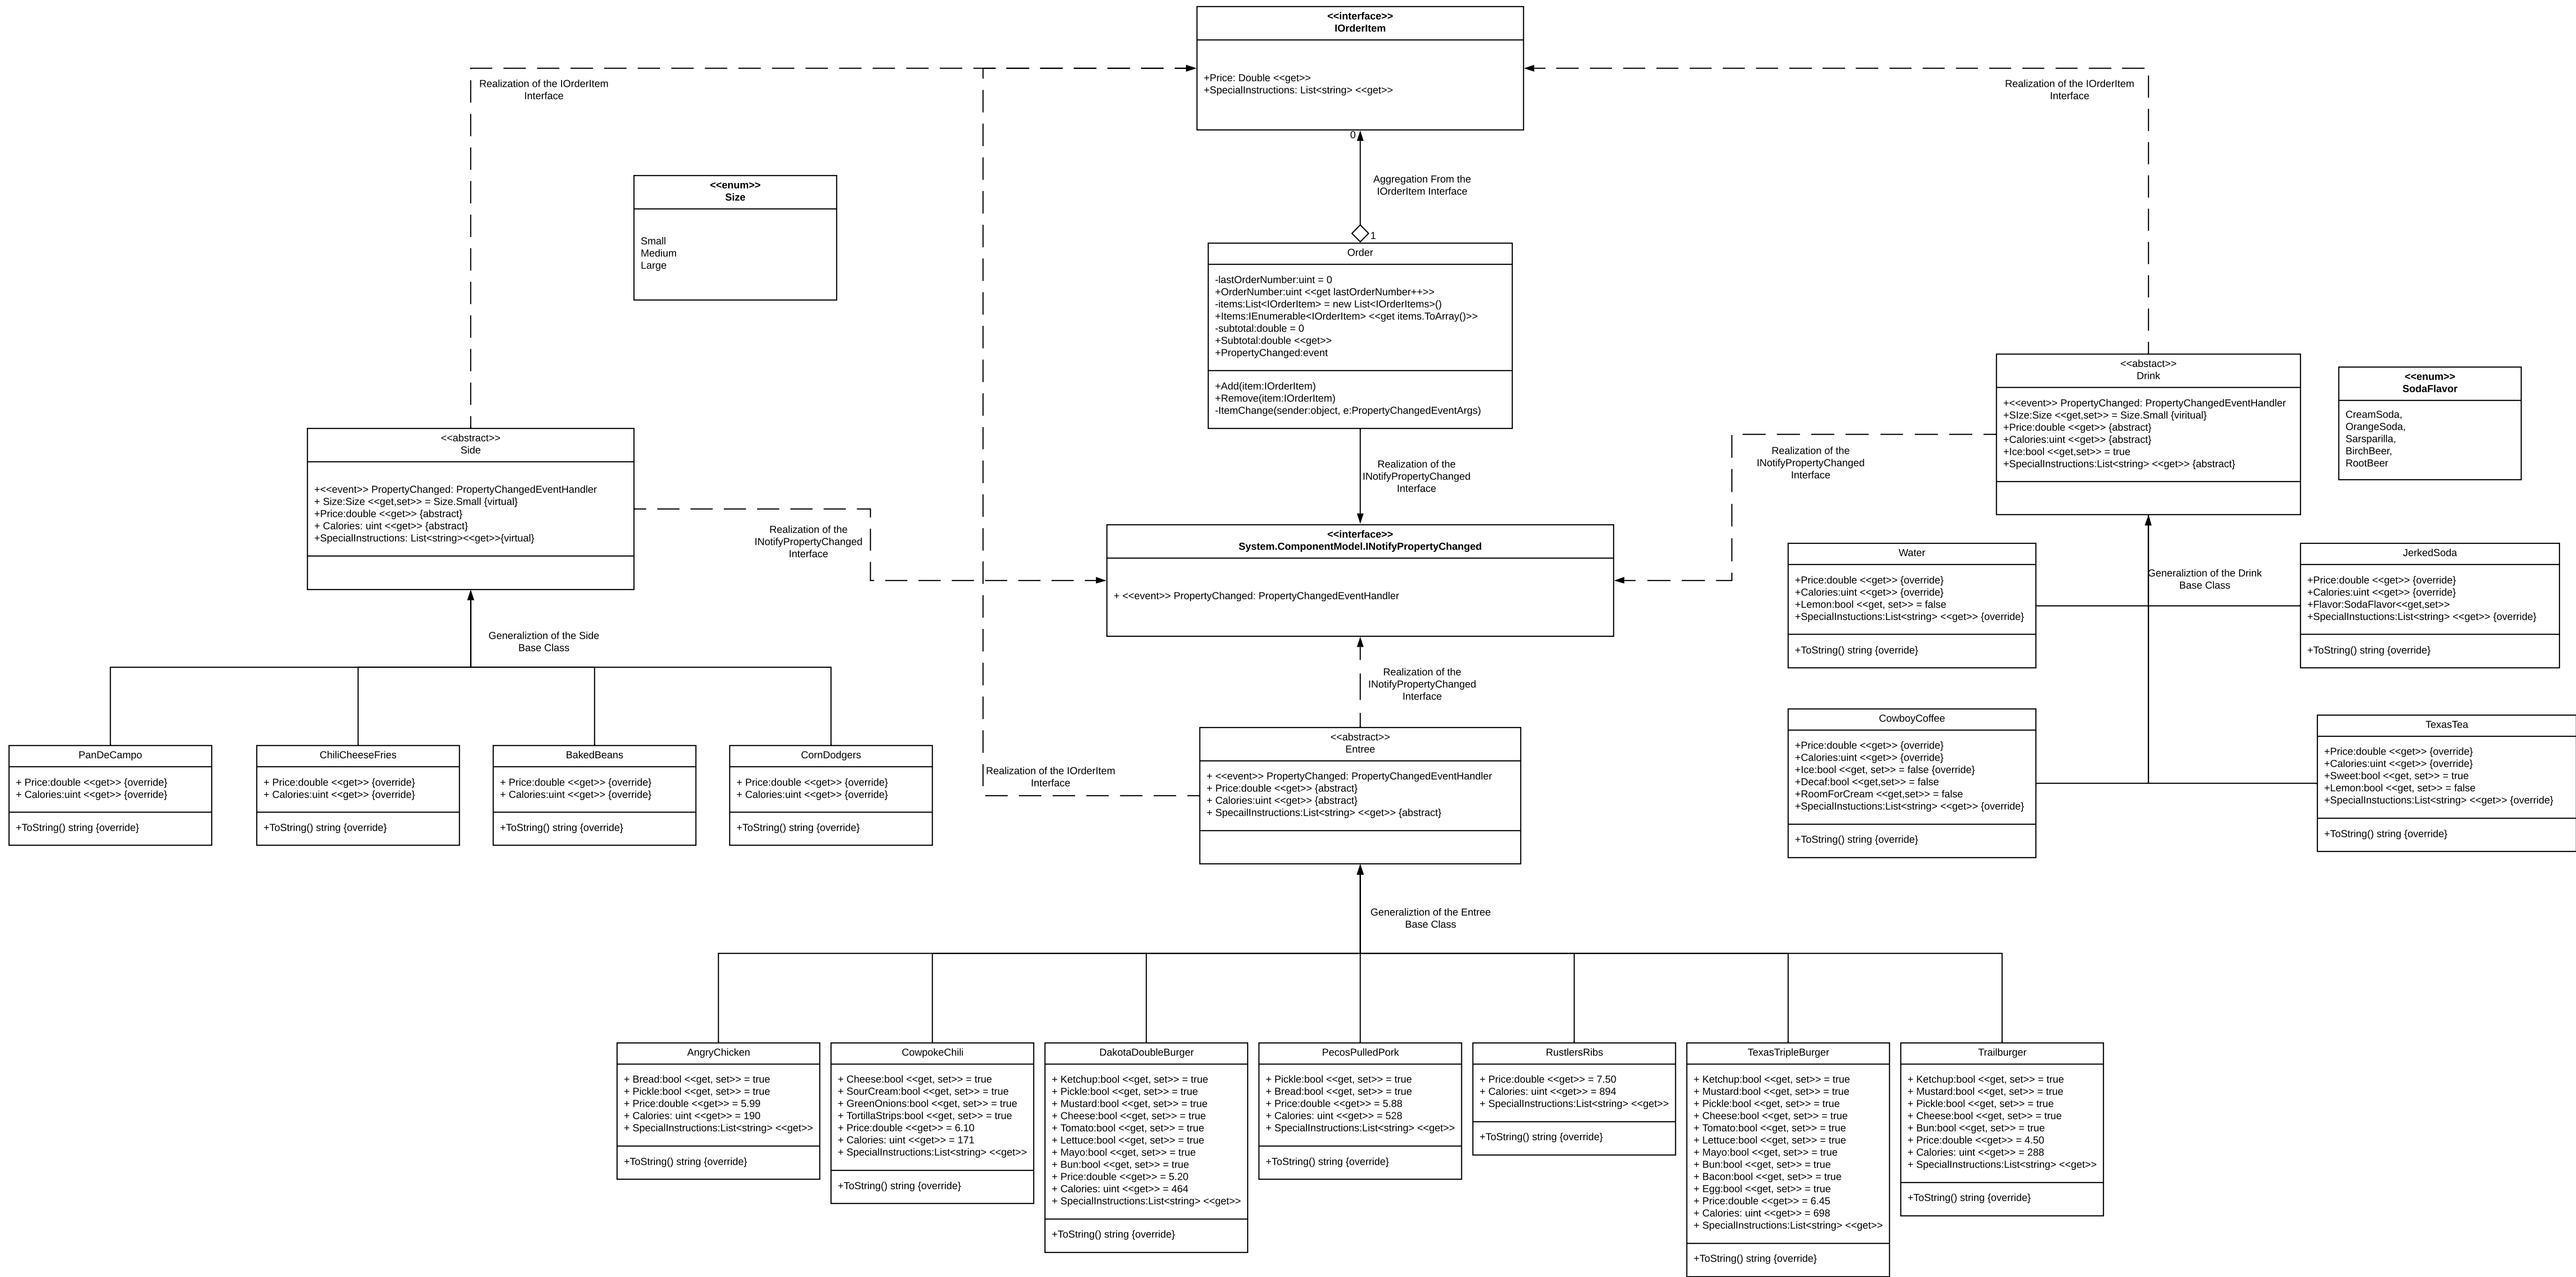 <<interface>>
IOrderItem
+Price: Double <<get>>
+SpecialInstructions: List<string> <<get>>
Realization of the IOrderItem
Interface
Realization of the IOrderItem
Interface
0
Aggregation From the
IOrderItem Interface
1
<<enum>>
Size
Small
Medium
Large
Order
-lastOrderNumber:uint = 0
+OrderNumber:uint <<get lastOrderNumber++>>
-items:List<IOrderItem> = new List<IOrderItems>()
+Items:IEnumerable<IOrderItem> <<get items.ToArray()>>
-subtotal:double = 0
+Subtotal:double <<get>>
+PropertyChanged:event
+Add(item:IOrderItem)
+Remove(item:IOrderItem)
-ItemChange(sender:object, e:PropertyChangedEventArgs)
<<abstact>>
Drink
+<<event>> PropertyChanged: PropertyChangedEventHandler
+SIze:Size <<get,set>> = Size.Small {viritual}
+Price:double <<get>> {abstract}
+Calories:uint <<get>> {abstract}
+Ice:bool <<get,set>> = true
+SpecialInstructions:List<string> <<get>> {abstract}
<<enum>>
SodaFlavor
CreamSoda,
OrangeSoda,
Sarsparilla,
BirchBeer,
RootBeer
<<abstract>>
Side
+<<event>> PropertyChanged: PropertyChangedEventHandler
+ Size:Size <<get,set>> = Size.Small {virtual}
+Price:double <<get>> {abstract}
+ Calories: uint <<get>> {abstract}
+SpecialInstructions: List<string><<get>>{virtual}
Realization of the
INotifyPropertyChanged
Interface
Realization of the
INotifyPropertyChanged
Interface
Realization of the
INotifyPropertyChanged
Interface
<<interface>>
System.ComponentModel.INotifyPropertyChanged
+ <<event>> PropertyChanged: PropertyChangedEventHandler
Water
+Price:double <<get>> {override}
+Calories:uint <<get>> {override}
+Lemon:bool <<get, set>> = false
+SpecialInstuctions:List<string> <<get>> {override}
+ToString() string {override}
Generaliztion of the Drink
Base Class
JerkedSoda
+Price:double <<get>> {override}
+Calories:uint <<get>> {override}
+Flavor:SodaFlavor<<get,set>>
+SpecialInstuctions:List<string> <<get>> {override}
+ToString() string {override}
Generaliztion of the Side
Base Class
Realization of the
INotifyPropertyChanged
Interface
CowboyCoffee
+Price:double <<get>> {override}
+Calories:uint <<get>> {override}
+Ice:bool <<get, set>> = false {override}
+Decaf:bool <<get,set>> = false
+RoomForCream <<get,set>> = false
+SpecialInstuctions:List<string> <<get>> {override}
+ToString() string {override}
TexasTea
+Price:double <<get>> {override}
+Calories:uint <<get>> {override}
+Sweet:bool <<get, set>> = true
+Lemon:bool <<get, set>> = false
+SpecialInstuctions:List<string> <<get>> {override}
+ToString() string {override}
PanDeCampo
+ Price:double <<get>> {override}
+ Calories:uint <<get>> {override}
+ToString() string {override}
ChiliCheeseFries
+ Price:double <<get>> {override}
+ Calories:uint <<get>> {override}
+ToString() string {override}
BakedBeans
+ Price:double <<get>> {override}
+ Calories:uint <<get>> {override}
+ToString() string {override}
CornDodgers
+ Price:double <<get>> {override}
+ Calories:uint <<get>> {override}
+ToString() string {override}
Realization of the IOrderItem
Interface
<<abstract>>
Entree
+ <<event>> PropertyChanged: PropertyChangedEventHandler
+ Price:double <<get>> {abstract}
+ Calories:uint <<get>> {abstract}
+ SpecailInstructions:List<string> <<get>> {abstract}
Generaliztion of the Entree
Base Class
AngryChicken
+ Bread:bool <<get, set>> = true
+ Pickle:bool <<get, set>> = true
+ Price:double <<get>> = 5.99
+ Calories: uint <<get>> = 190
+ SpecialInstructions:List<string> <<get>>
+ToString() string {override}
CowpokeChili
+ Cheese:bool <<get, set>> = true
+ SourCream:bool <<get, set>> = true
+ GreenOnions:bool <<get, set>> = true
+ TortillaStrips:bool <<get, set>> = true
+ Price:double <<get>> = 6.10
+ Calories: uint <<get>> = 171
+ SpecialInstructions:List<string> <<get>>
+ToString() string {override}
DakotaDoubleBurger
+ Ketchup:bool <<get, set>> = true
+ Pickle:bool <<get, set>> = true
+ Mustard:bool <<get, set>> = true
+ Cheese:bool <<get, set>> = true
+ Tomato:bool <<get, set>> = true
+ Lettuce:bool <<get, set>> = true
+ Mayo:bool <<get, set>> = true
+ Bun:bool <<get, set>> = true
+ Price:double <<get>> = 5.20
+ Calories: uint <<get>> = 464
+ SpecialInstructions:List<string> <<get>>
+ToString() string {override}
PecosPulledPork
+ Pickle:bool <<get, set>> = true
+ Bread:bool <<get, set>> = true
+ Price:double <<get>> = 5.88
+ Calories: uint <<get>> = 528
+ SpecialInstructions:List<string> <<get>>
+ToString() string {override}
RustlersRibs
+ Price:double <<get>> = 7.50
+ Calories: uint <<get>> = 894
+ SpecialInstructions:List<string> <<get>>
+ToString() string {override}
TexasTripleBurger
+ Ketchup:bool <<get, set>> = true
+ Mustard:bool <<get, set>> = true
+ Pickle:bool <<get, set>> = true
+ Cheese:bool <<get, set>> = true
+ Tomato:bool <<get, set>> = true
+ Lettuce:bool <<get, set>> = true
+ Mayo:bool <<get, set>> = true
+ Bun:bool <<get, set>> = true
+ Bacon:bool <<get, set>> = true
+ Egg:bool <<get, set>> = true
+ Price:double <<get>> = 6.45
+ Calories: uint <<get>> = 698
+ SpecialInstructions:List<string> <<get>>
+ToString() string {override}
Trailburger
+ Ketchup:bool <<get, set>> = true
+ Mustard:bool <<get, set>> = true
+ Pickle:bool <<get, set>> = true
+ Cheese:bool <<get, set>> = true
+ Bun:bool <<get, set>> = true
+ Price:double <<get>> = 4.50
+ Calories: uint <<get>> = 288
+ SpecialInstructions:List<string> <<get>>
+ToString() string {override}